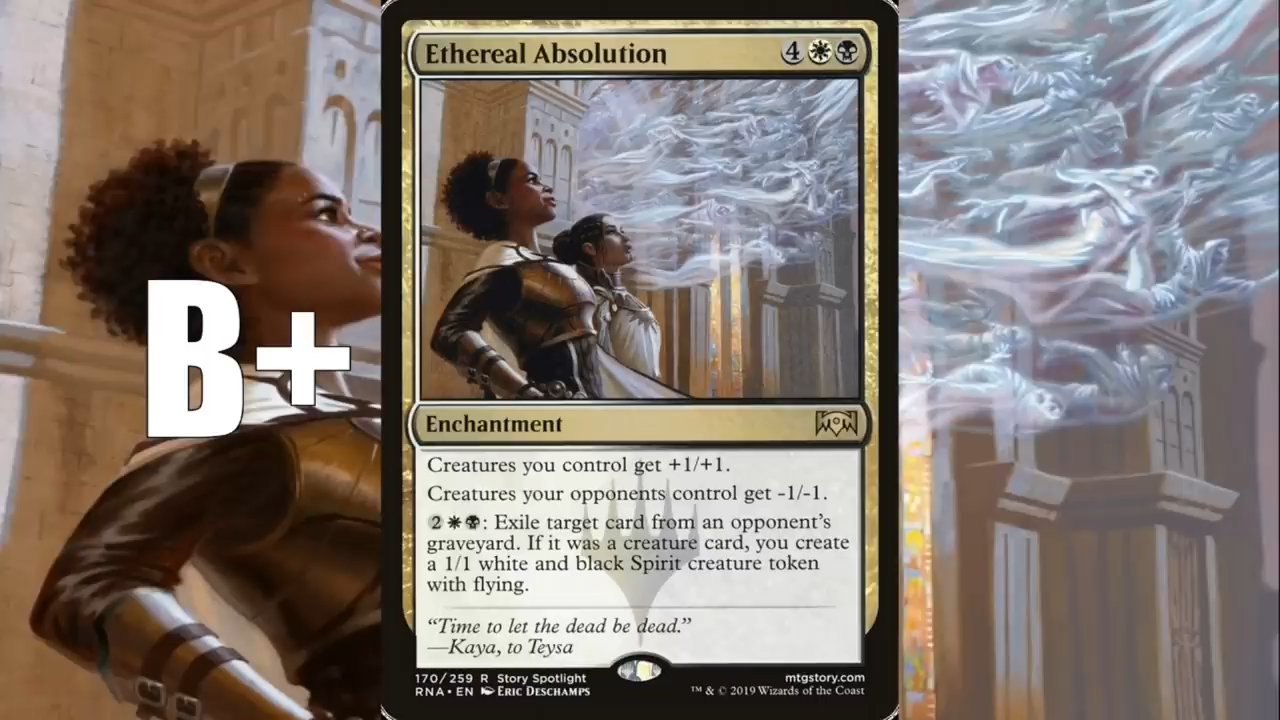 B+
Ethereal Absolution 4
Enchantment
Creatures you control get +1/+1.
Creatures your opponents control get -1/-1.
2 : Exile target card from an opponent's
graveyard. If it was a creature card, you create
a 1/1 white and black Spirit creature token
with flying.
"Time to let the dead be dead."
—Kaya, to Teysa
170/259 R Story Spotlight
RNA • EN Eric Deschamps
mtgstory.com
™ & © 2019 Wizards of the Coast